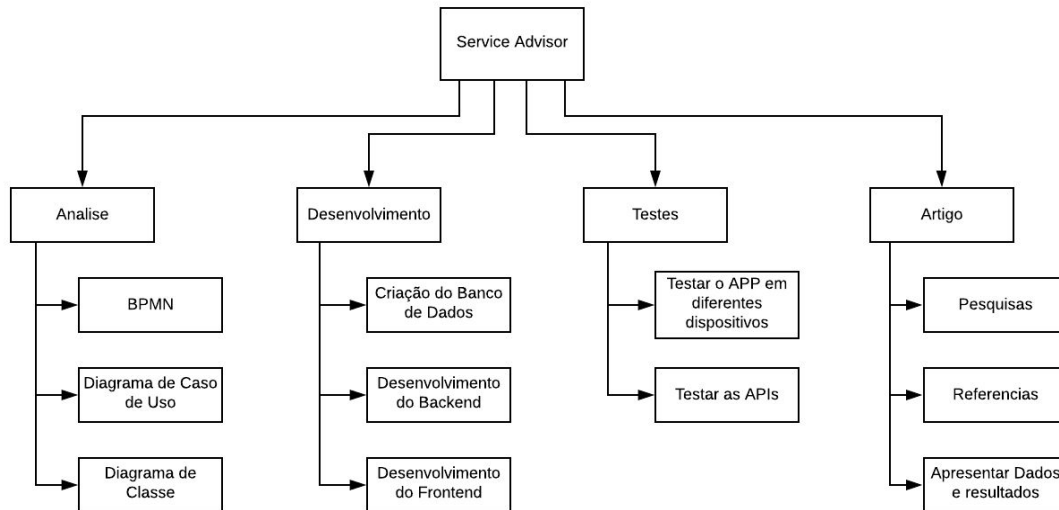 Service Advisor
Analise
Desenvolvimento
Testes
Artigo
BPMN
Criação do Banco
de Dados
Testar o APP em
diferentes
dispositivos
Pesquisas
Diagrama de Caso
de Uso
Desenvolvimento
do Backend
Testar as APIs
Referencias
Diagrama de
Classe
Desenvolvimento
do Frontend
Apresentar Dados
e resultados